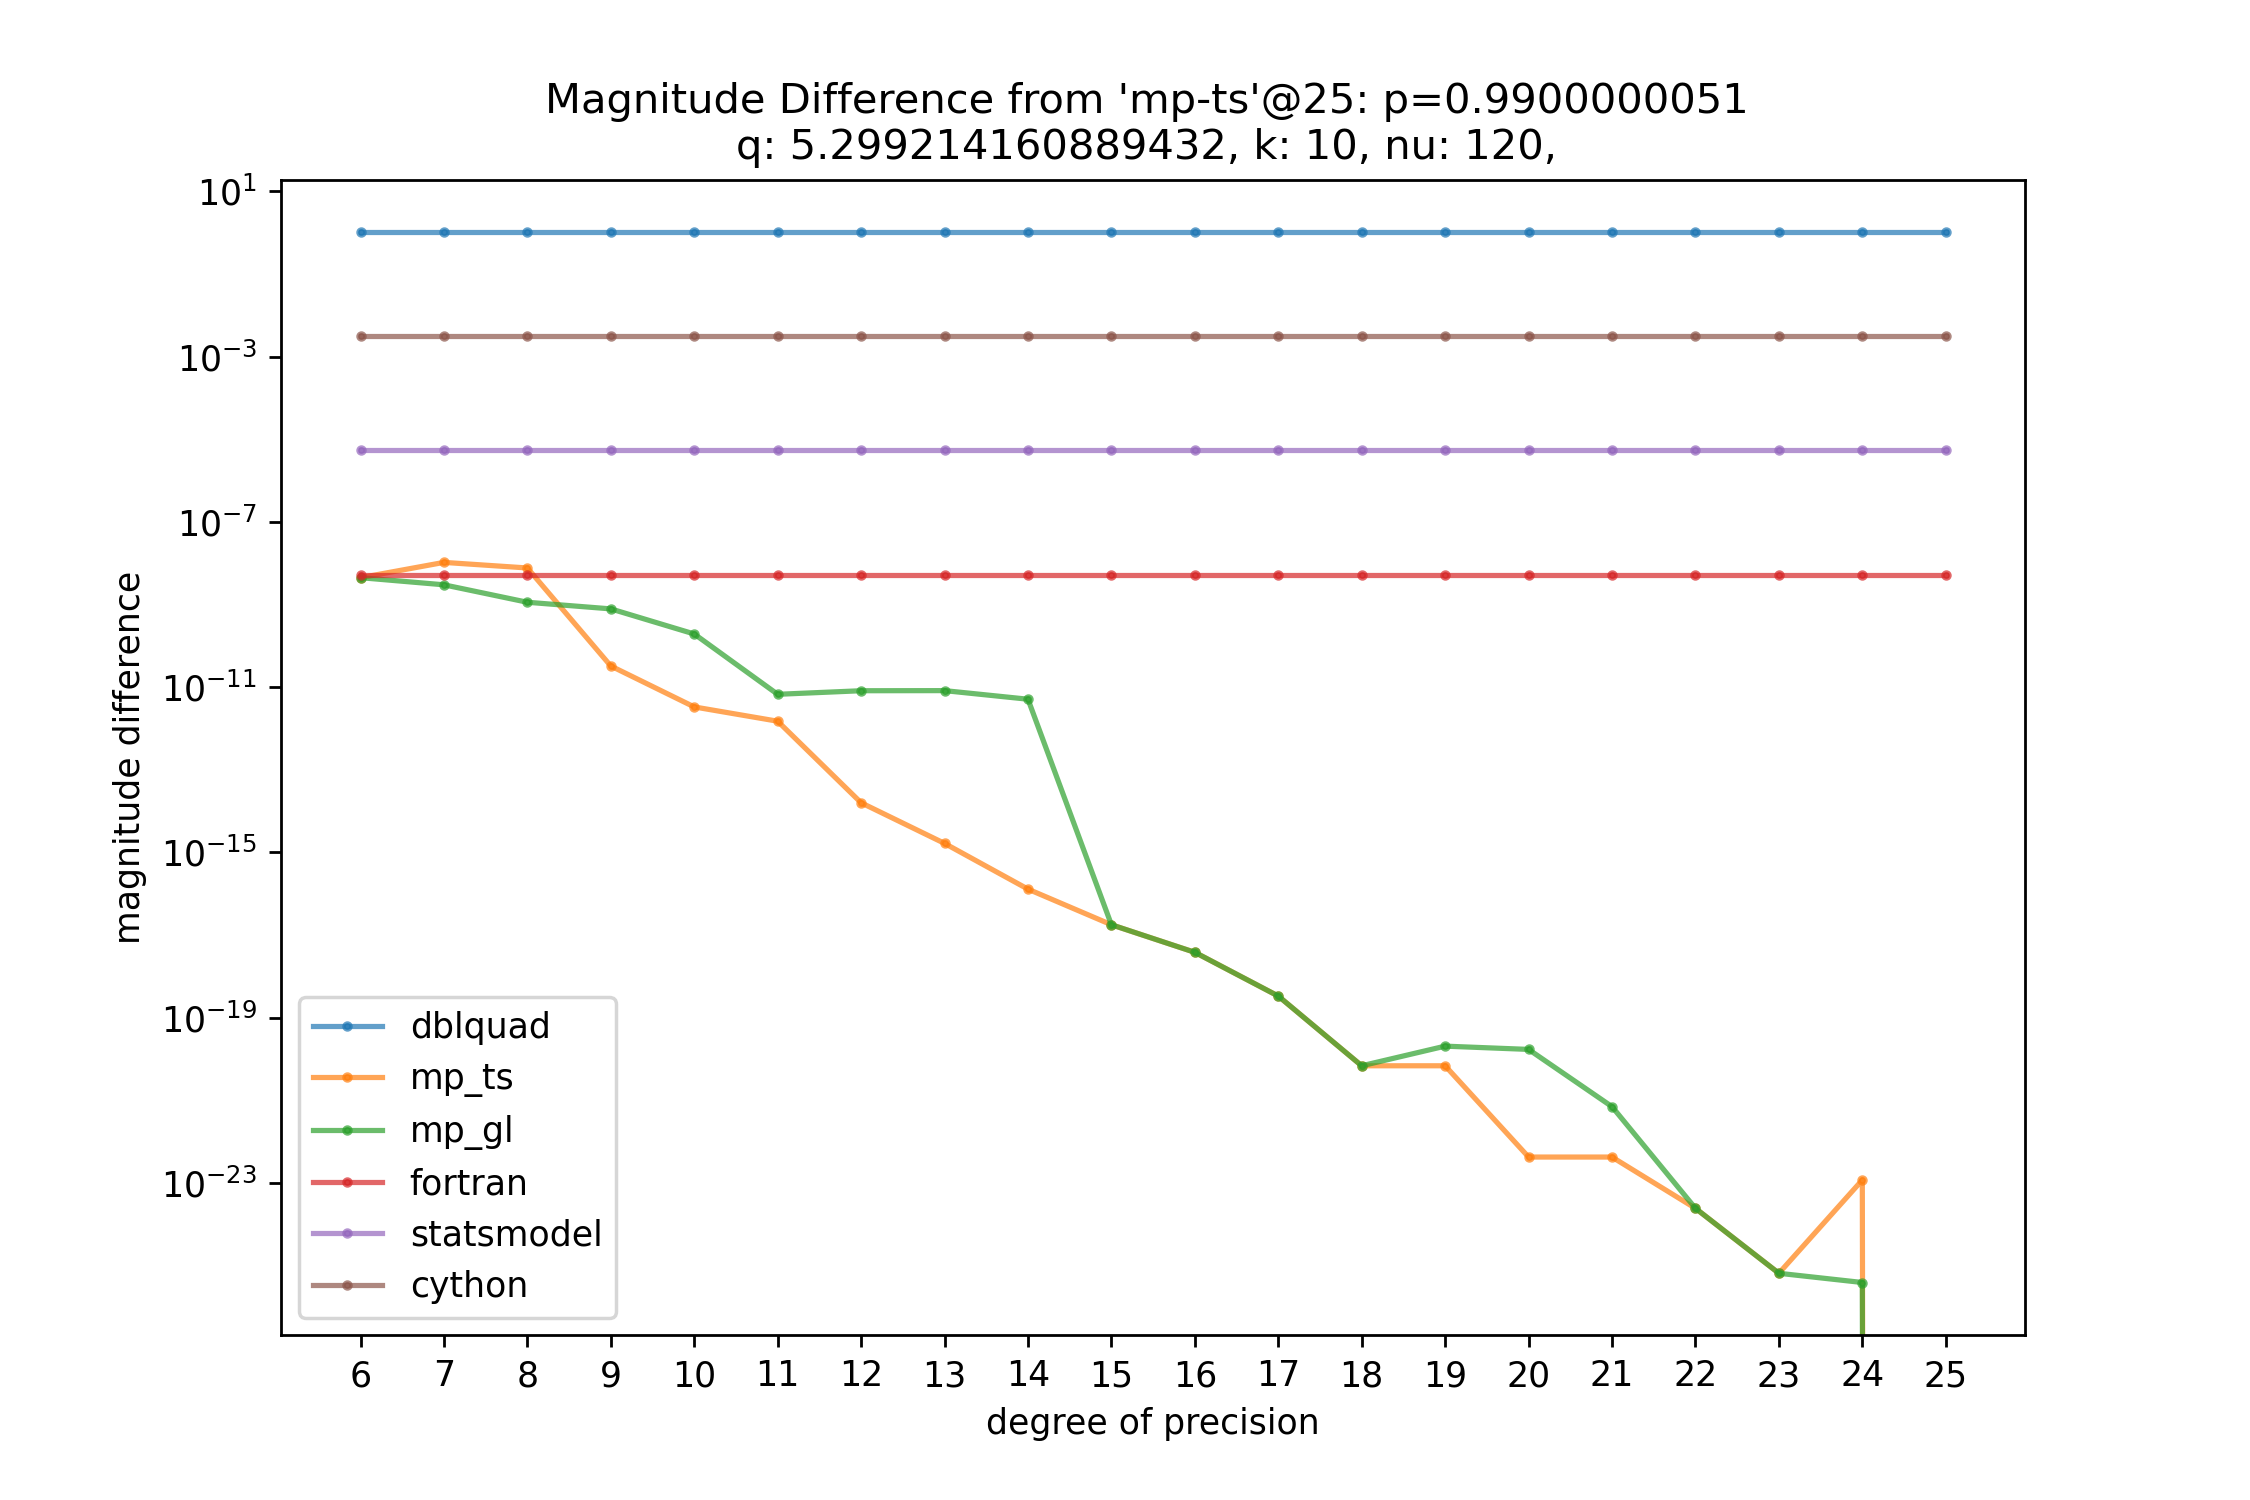 Magnitude Difference from 'mp-ts'@25: p=0.9900000051
q: 5.299214160889432, k: 10, nu: 120,
magnitude difference
10¹
10⁻³
10⁻⁷
10⁻¹¹
10⁻¹⁵
10⁻¹⁹
10⁻²³
dblquad
mp_ts
mp_gl
fortran
statsmodel
cython
6 7 8 9 10 11 12 13 14 15 16 17 18 19 20 21 22 23 24 25
degree of precision